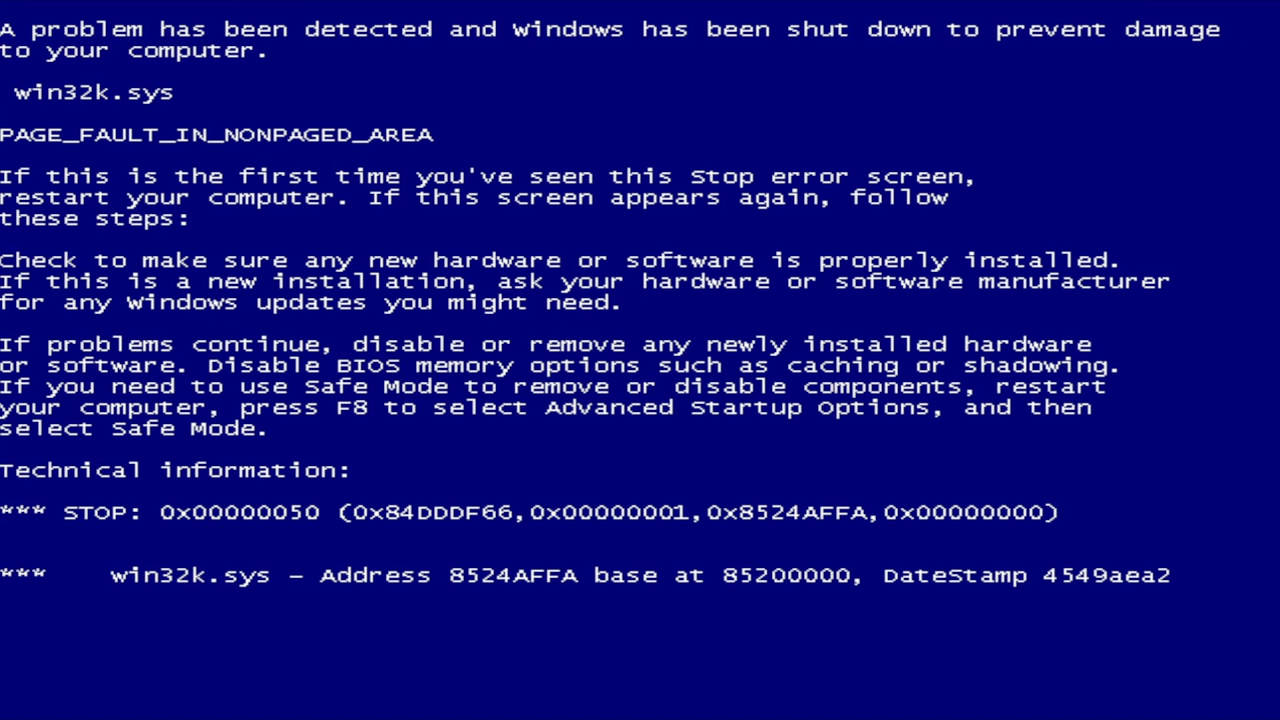 A problem has been detected and Windows has been shut down to prevent damage
to your computer.
win32k.sys
PAGE_FAULT_IN_NONPAGED_AREA
If this is the first time you've seen this Stop error screen,
restart your computer. If this screen appears again, follow
these steps:
Check to make sure any new hardware or software is properly installed.
If this is a new installation, ask your hardware or software manufacturer
for any Windows updates you might need.
If problems continue, disable or remove any newly installed hardware
or software. Disable BIOS memory options such as caching or shadowing.
If you need to use Safe Mode to remove or disable components, restart
your computer, press F8 to select Advanced Startup Options, and then
select Safe Mode.
Technical information:
*** STOP: 0x00000050 (0x84DDDF66,0x00000001,0x8524AFFA,0x00000000)
*** win32k.sys – Address 8524AFFA base at 85200000, DateStamp 4549aea2